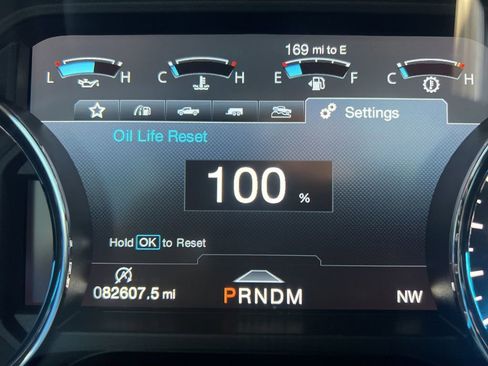 169 mi to E
L H C H E F C H
Settings
Oil Life Reset
100 %
Hold OK to Reset
082607.5 mi PRNDM NW